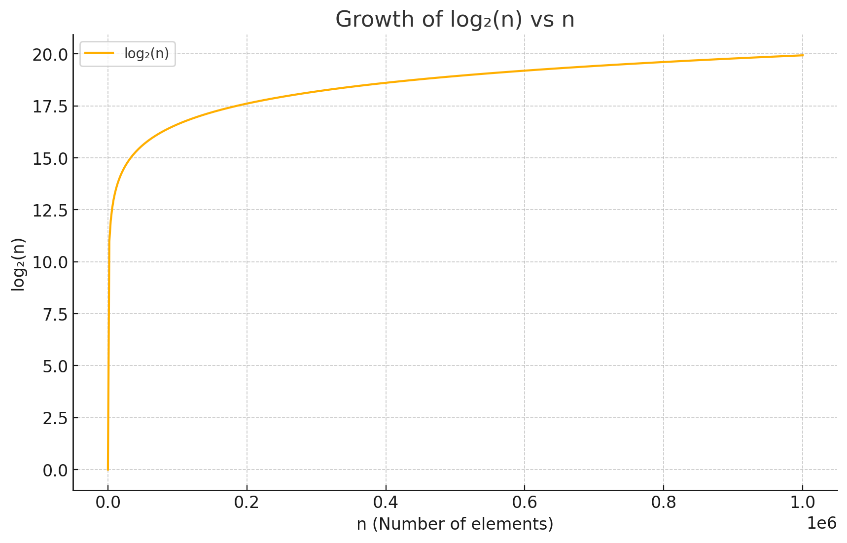 Growth of log₂(n) vs n
log₂(n)
20.0
17.5
15.0
12.5
10.0
7.5
5.0
2.5
0.0
log₂(n)
0.0 0.2 0.4 0.6 0.8 1.0
1e6
n (Number of elements)